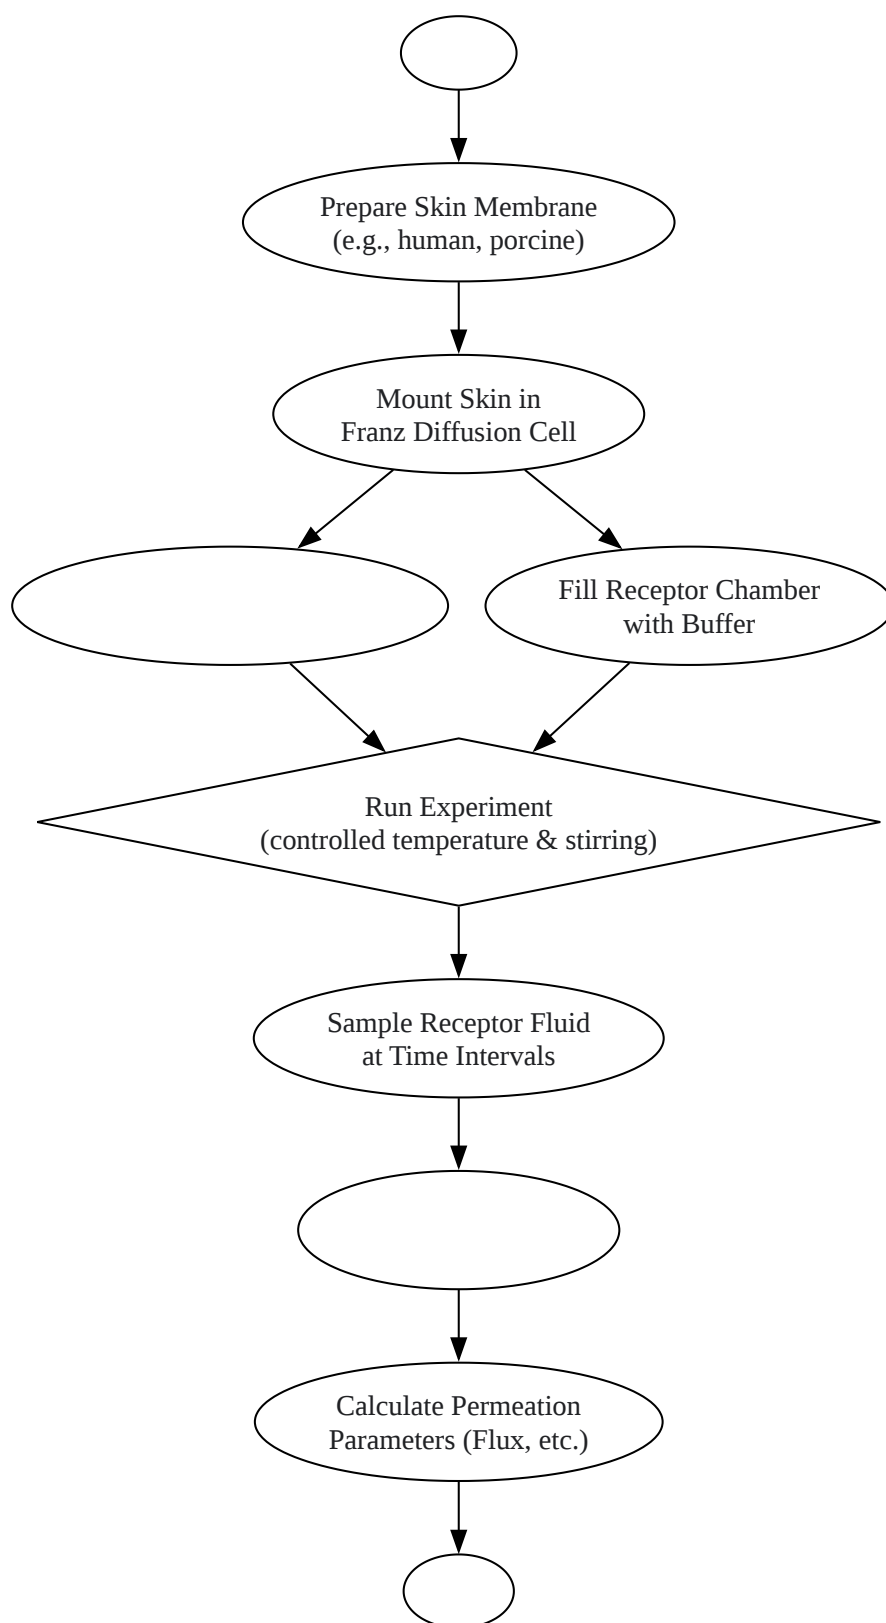 Prepare Skin Membrane
(e.g., human, porcine)
Mount Skin in
Franz Diffusion Cell
Fill Receptor Chamber
with Buffer
Run Experiment
(controlled temperature & stirring)
Sample Receptor Fluid
at Time Intervals
Calculate Permeation
Parameters (Flux, etc.)